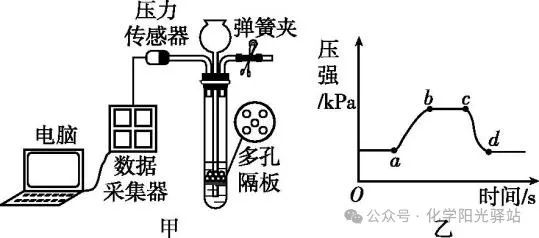 压力
传感器
弹簧夹
电脑
数据
采集器
多孔
隔板
甲
压
强
/kPa
b
c
a
d
O
时间/s
公众号·化学阳光驿站
乙